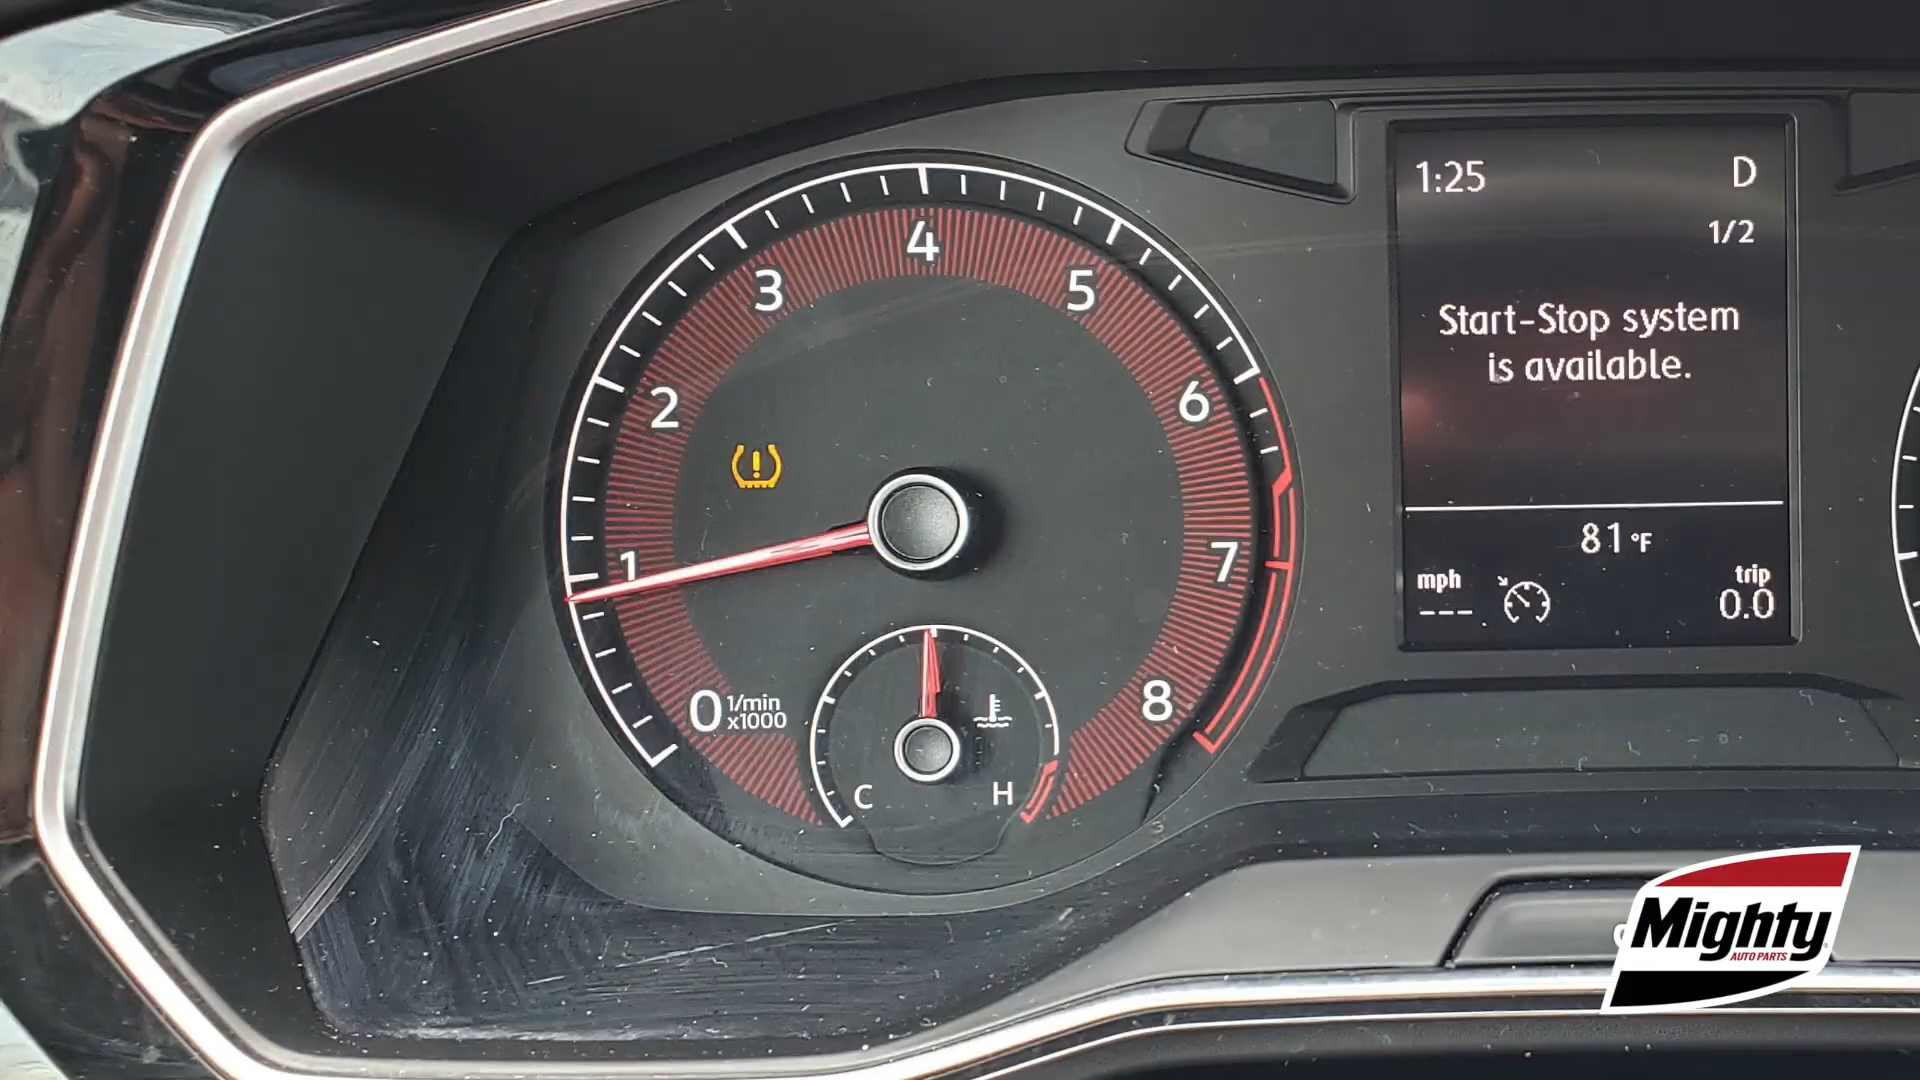 1:25 D
1/2
Start-Stop system
is available.
81 °F
mph
---
trip
0.0
4
3
5
2
6
1
7
0 1/min
x1000
8
C H
Mighty
AUTO PARTS